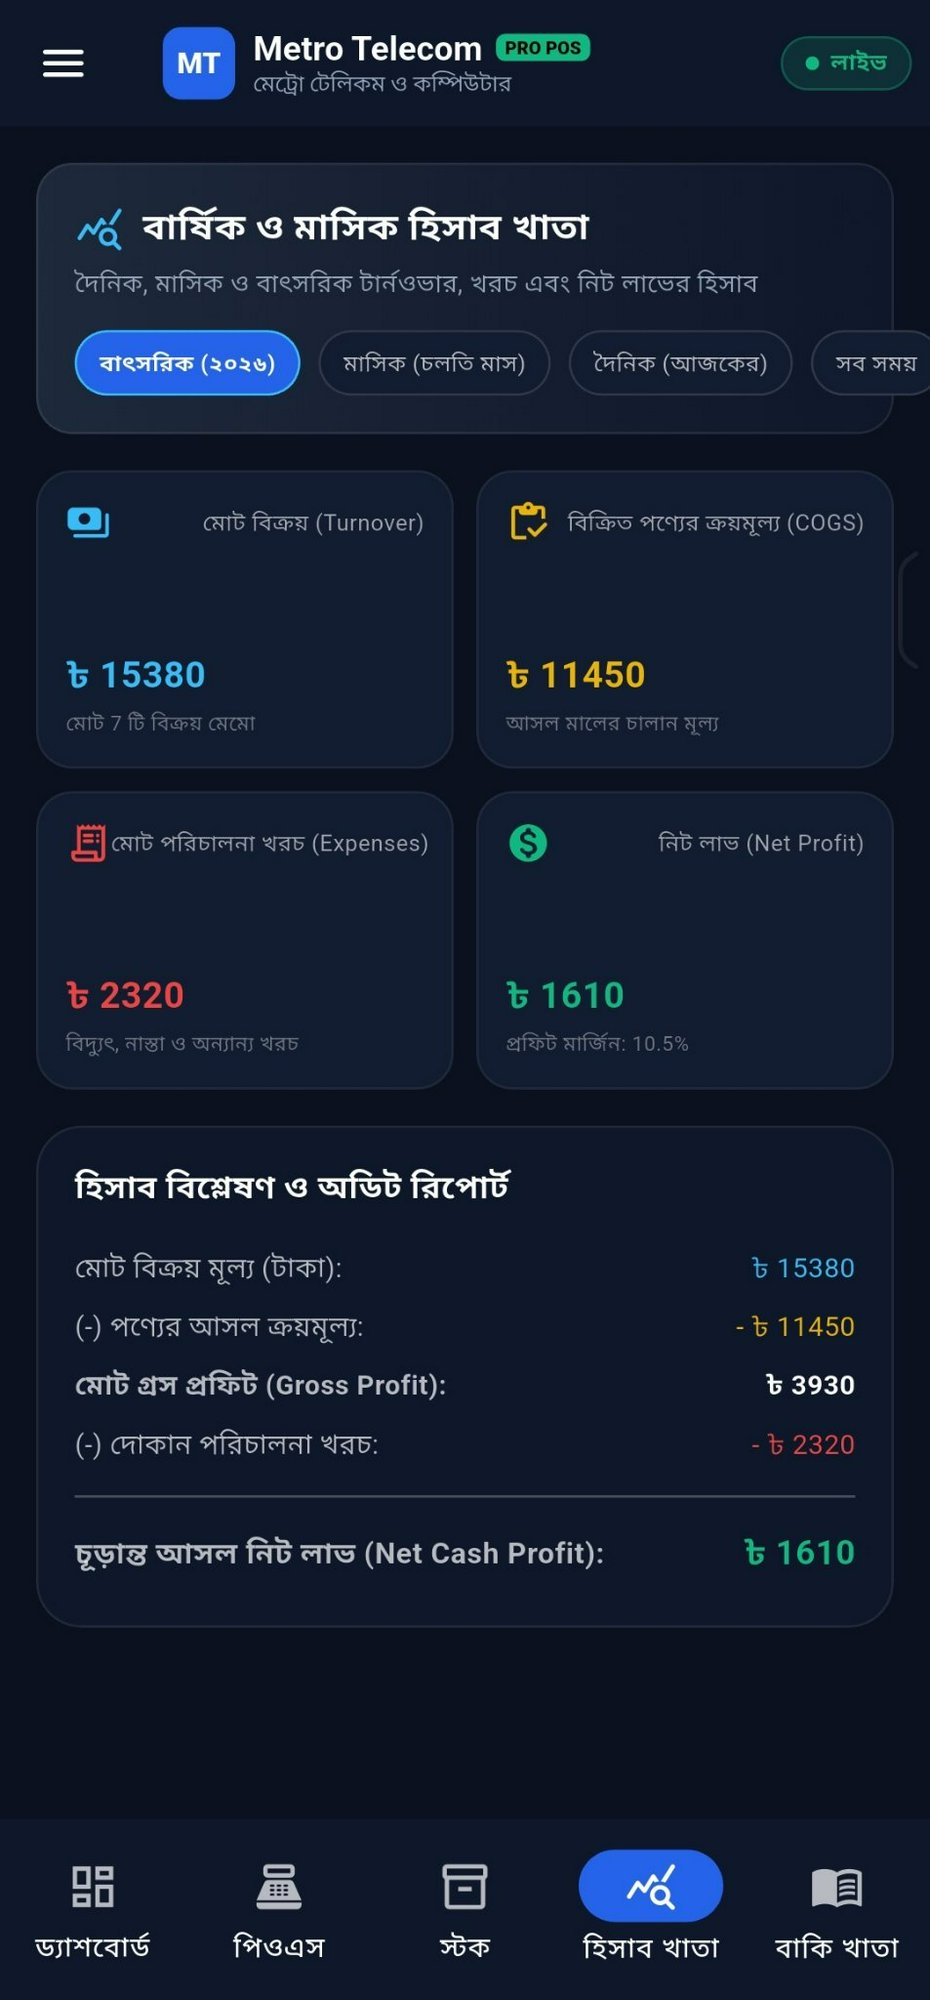 MT
Metro Telecom PRO POS
মেট্রো টেলিকম ও কম্পিউটার
লাইভ
বার্ষিক ও মাসিক হিসাব খাতা
দৈনিক, মাসিক ও বাৎসরিক টার্নওভার, খরচ এবং নিট লাভের হিসাব
বাৎসরিক (২০২৬)
মাসিক (চলতি মাস)
দৈনিক (আজকের)
সব সময়
মোট বিক্রয় (Turnover)
৳ 15380
মোট 7 টি বিক্রয় মেমো
বিক্রিত পণ্যের ক্রয়মূল্য (COGS)
৳ 11450
আসল মালের চালান মূল্য
মোট পরিচালনা খরচ (Expenses)
৳ 2320
বিদ্যুৎ, নাস্তা ও অন্যান্য খরচ
নিট লাভ (Net Profit)
৳ 1610
প্রফিট মার্জিন: 10.5%
হিসাব বিশ্লেষণ ও অডিট রিপোর্ট
মোট বিক্রয় মূল্য (টাকা): ৳ 15380
(-) পণ্যের আসল ক্রয়মূল্য: - ৳ 11450
মোট গ্রস প্রফিট (Gross Profit): ৳ 3930
(-) দোকান পরিচালনা খরচ: - ৳ 2320
চূড়ান্ত আসল নিট লাভ (Net Cash Profit): ৳ 1610
ড্যাশবোর্ড
পিওএস
স্টক
হিসাব খাতা
বাকি খাতা